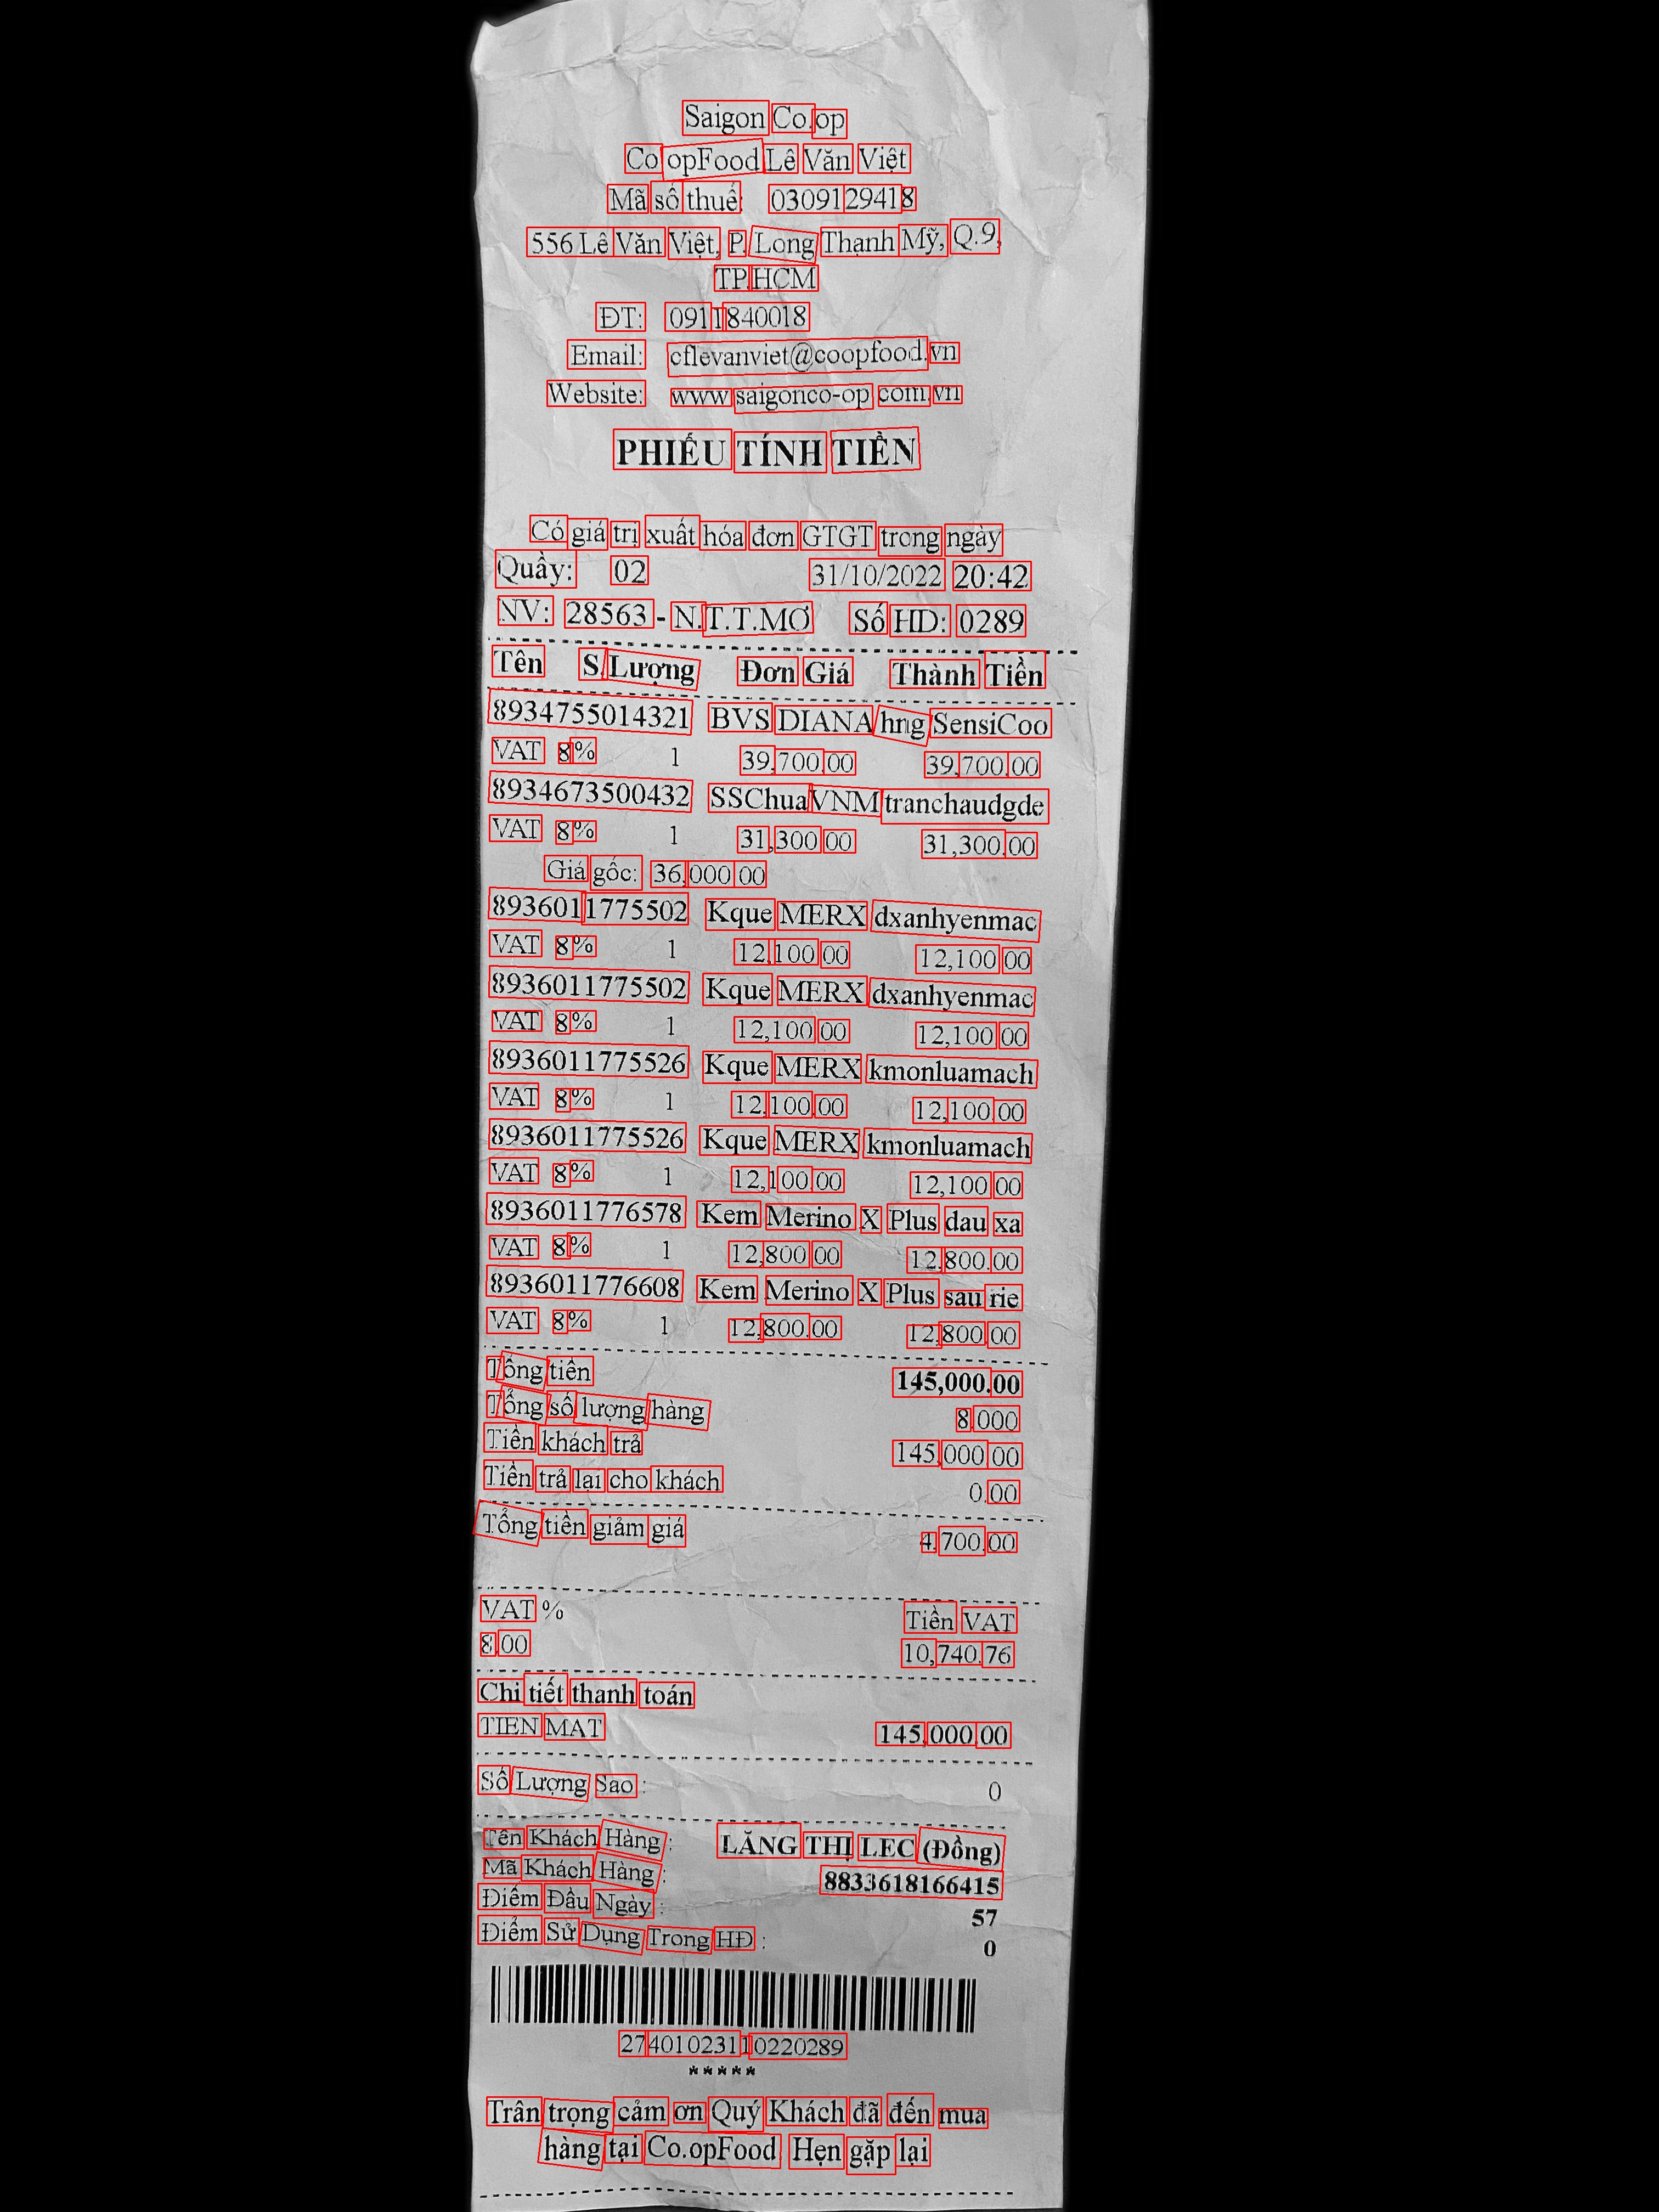 Saigon Co.op
Co.opFood Lê Văn Việt
Mã số thuế: 0309129418
556 Lê Văn Việt, P. Long Thạnh Mỹ, Q.9,
TP.HCM
ĐT: 0911840018
Email: cflevanviet@coopfood.vn
Website: www.saigonco-op.com.vn
PHIẾU TÍNH TIỀN
Có giá trị xuất hóa đơn GTGT trong ngày
Quầy: 02 31/10/2022 20:42
NV: 28563 - N.T.T.MƠ Số HD: 0289
Tên S.Lượng Đơn Giá Thành Tiền
8934755014321 BVS DIANA hng SensiCoo
VAT 8% 1 39,700.00 39,700.00
8934673500432 SSChua VNM tranchaudgde
VAT 8% 1 31,300.00 31,300.00
Giá gốc: 36,000.00
8936011775502 Kque MERX dxanhyenmac
VAT 8% 1 12,100.00 12,100.00
8936011775502 Kque MERX dxanhyenmac
VAT 8% 1 12,100.00 12,100.00
8936011775526 Kque MERX kmonluamach
VAT 8% 1 12,100.00 12,100.00
8936011775526 Kque MERX kmonluamach
VAT 8% 1 12,100.00 12,100.00
8936011776578 Kem Merino X Plus dau xa
VAT 8% 1 12,800.00 12,800.00
8936011776608 Kem Merino X Plus sau rie
VAT 8% 1 12,800.00 12,800.00
Tổng tiền 145,000.00
Tổng số lượng hàng 8.000
Tiền khách trả 145,000.00
Tiền trả lại cho khách 0.00
Tổng tiền giảm giá 4,700.00
VAT % Tiền VAT
8.00 10,740.76
Chi tiết thanh toán
TIEN MAT 145,000.00
Số Lượng Sao : 0
Tên Khách Hàng : LĂNG THỊ LEC (Đồng)
Mã Khách Hàng : 8833618166415
Điểm Đầu Ngày : 57
Điểm Sử Dụng Trong HĐ : 0
27401023110220289
*****
Trân trọng cảm ơn Quý Khách đã đến mua
hàng tại Co.opFood Hẹn gặp lại